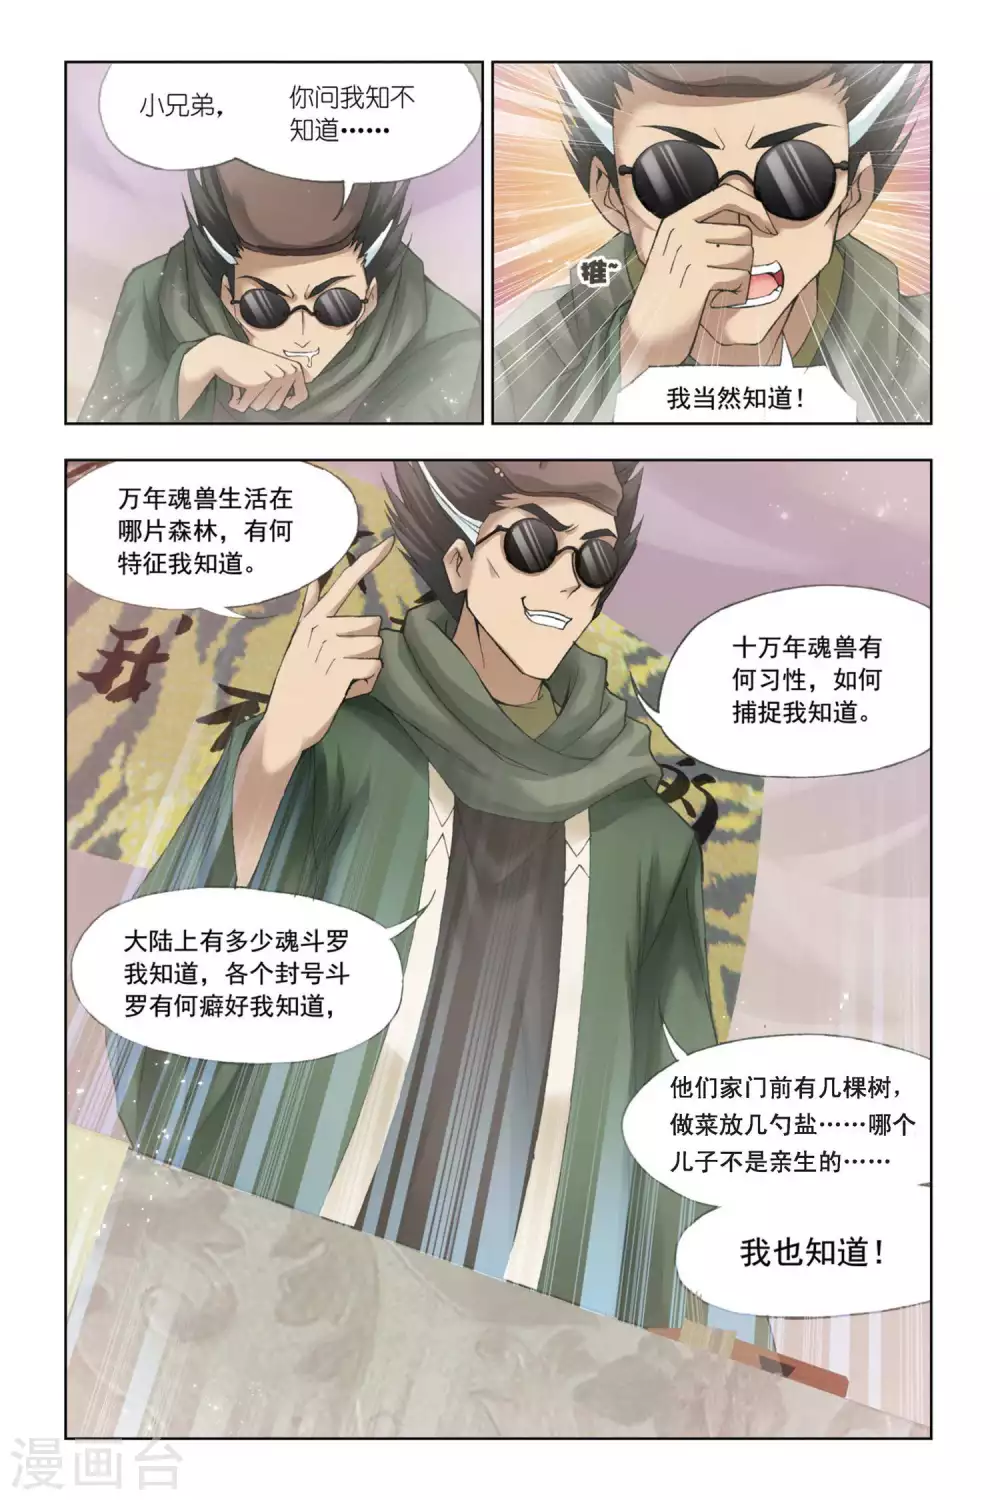 小兄弟，
你问我知不
知道……
推~
我当然知道！
万年魂兽生活在
哪片森林，有何
特征我知道。
十万年魂兽有
何习性，如何
捕捉我知道。
大陆上有多少魂斗罗
我知道，各个封号斗
罗有何癖好我知道，
他们家门前有几棵树，
做菜放几勺盐……哪个
儿子不是亲生的……
我也知道！
漫画台